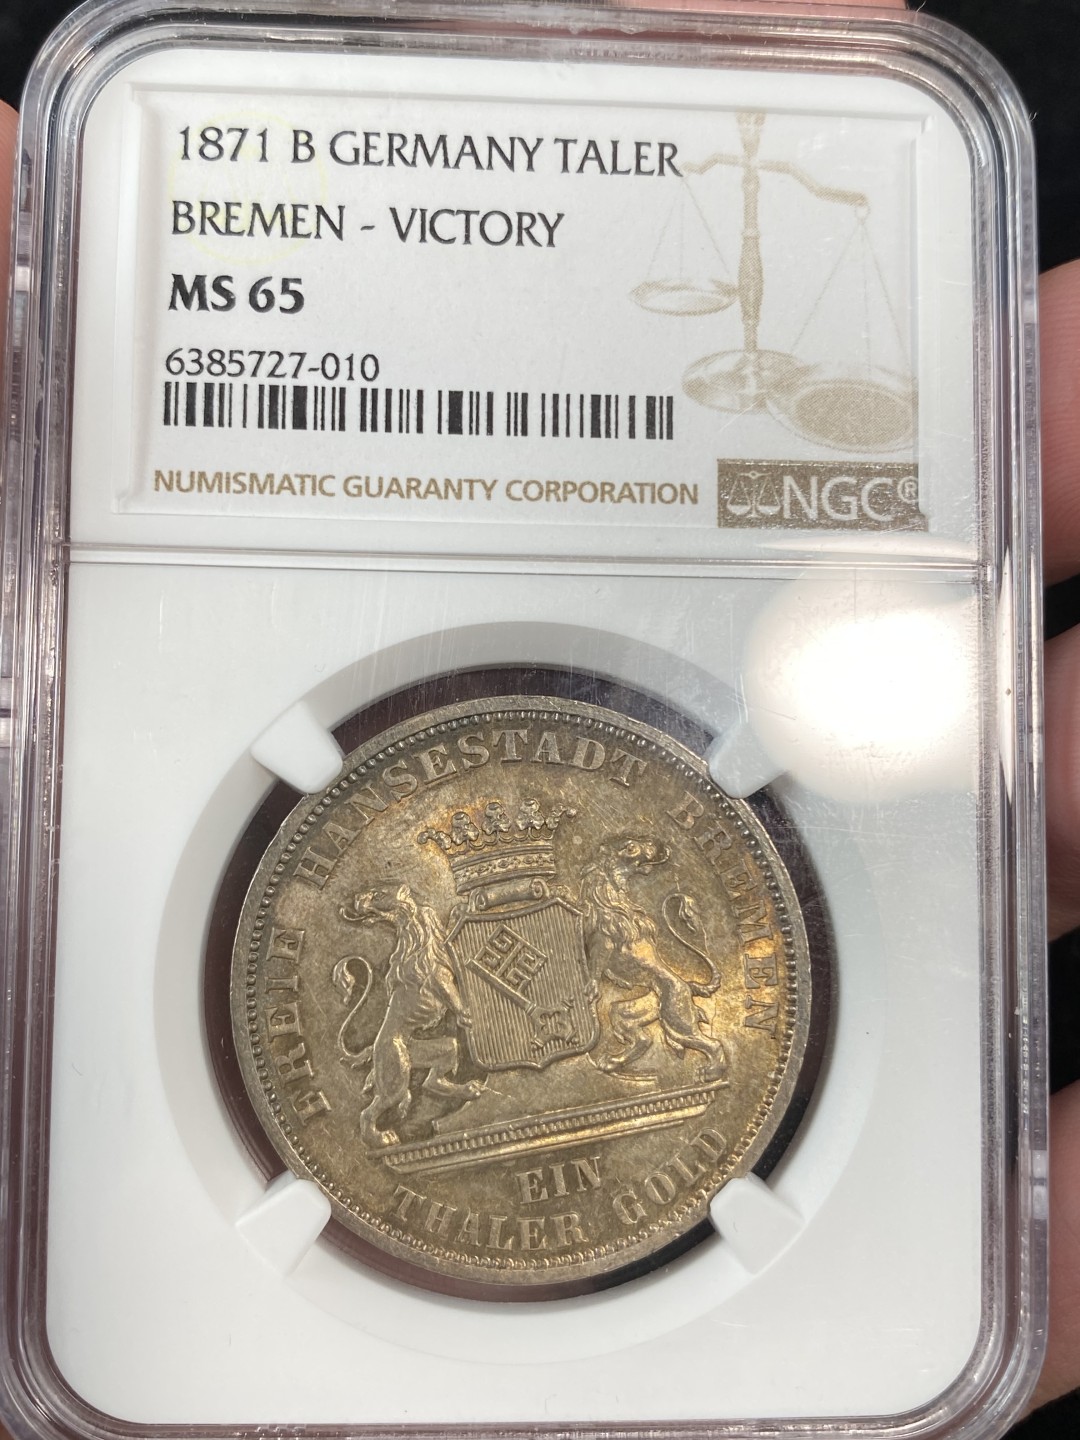 1871 B GERMANY TALER
BREMEN - VICTORY
MS 65
6385727-010
NUMISMATIC GUARANTY CORPORATION
NGC®
FREIE HANSESTADT BREMEN
EIN
THALER GOLD